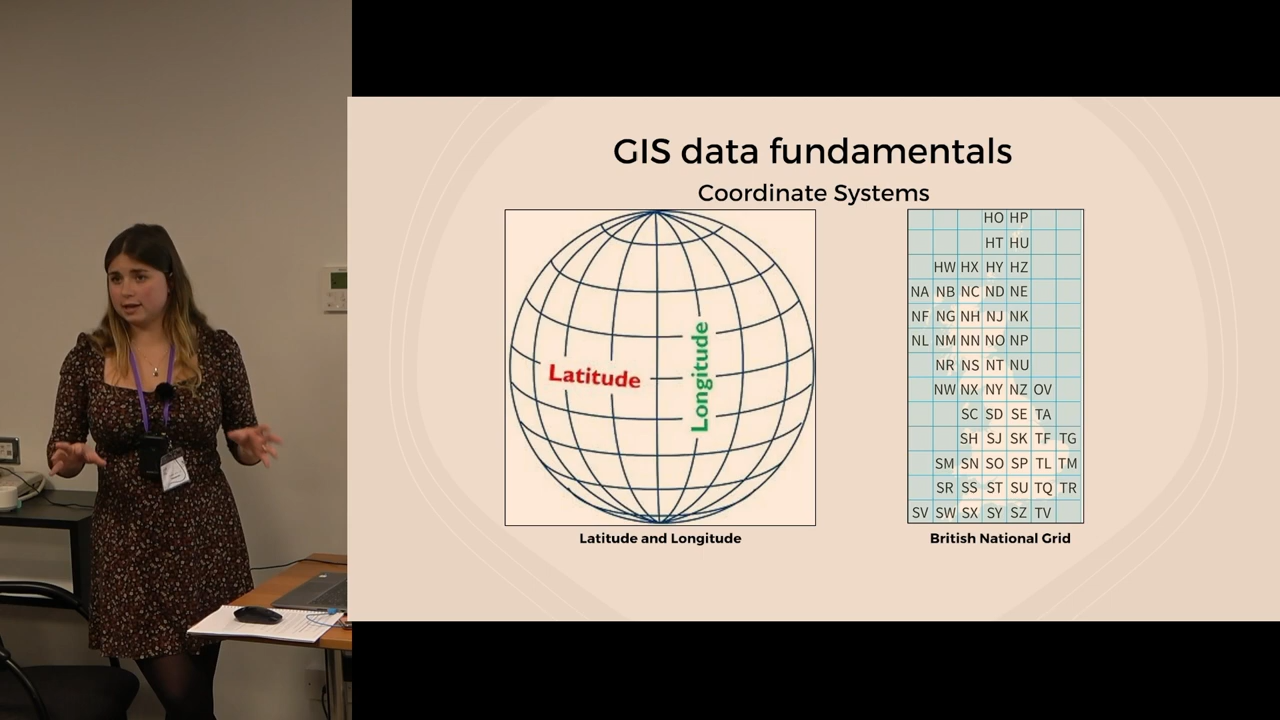 GIS data fundamentals
Coordinate Systems
Latitude
Longitude
HO HP
HT HU
HW HX HY HZ
NA NB NC ND NE
NF NG NH NJ NK
NL NM NN NO NP
NR NS NT NU
NW NX NY NZ OV
SC SD SE TA
SH SJ SK TF TG
SM SN SO SP TL TM
SR SS ST SU TQ TR
SV SW SX SY SZ TV
Latitude and Longitude
British National Grid